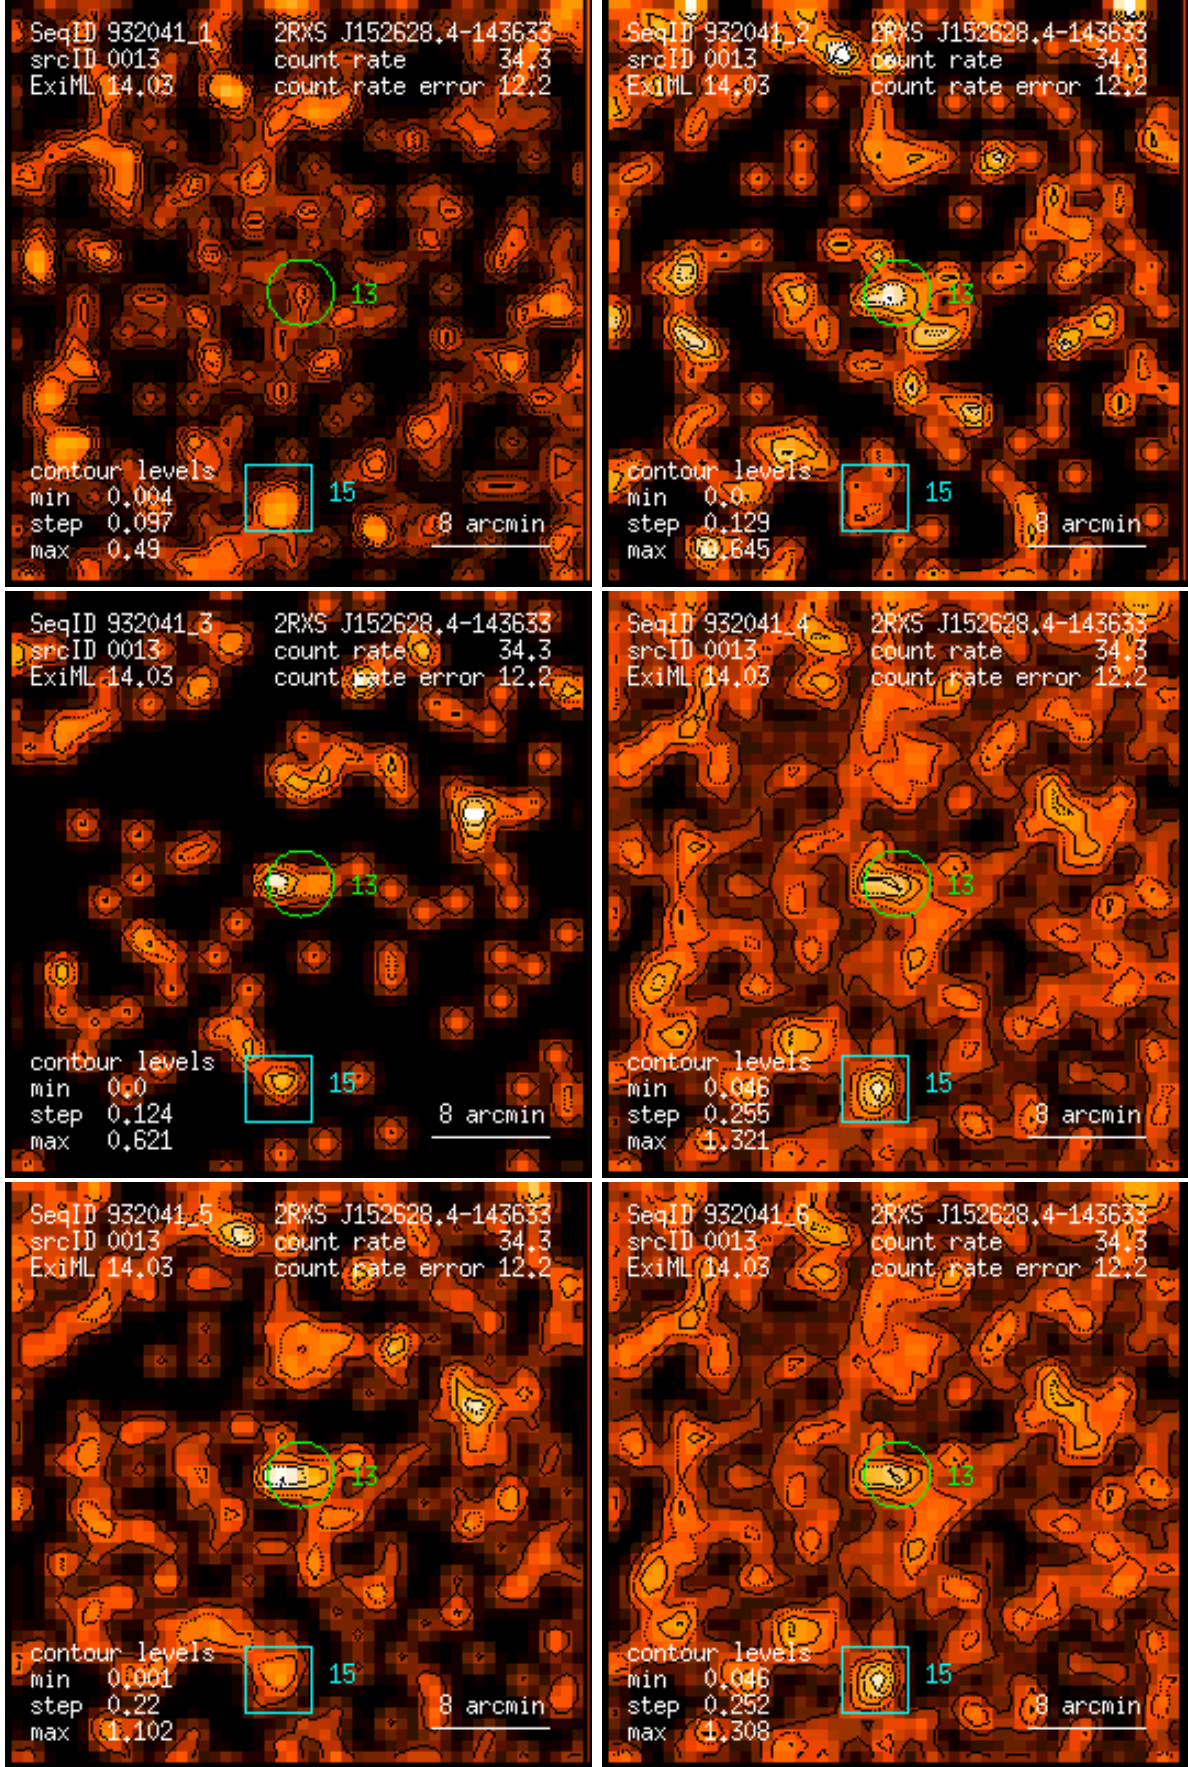 SeqID 932041_1 2RXS J152628.4-143633
srcID 0013 count rate 34.3
ExiML 14.03 count rate error 12.2
13
contour levels
min 0.004 15
step 0.097 8 arcmin
max 0.49
SeqID 932041_2 2RXS J152628.4-143633
srcID 0013 count rate 34.3
ExiML 14.03 count rate error 12.2
13
contour levels
min 0.0 15
step 0.129 8 arcmin
max 0.645
SeqID 932041_3 2RXS J152628.4-143633
srcID 0013 count rate 34.3
ExiML 14.03 count rate error 12.2
13
contour levels
min 0.0 15
step 0.124 8 arcmin
max 0.621
SeqID 932041_4 2RXS J152628.4-143633
srcID 0013 count rate 34.3
ExiML 14.03 count rate error 12.2
13
contour levels
min 0.046 15
step 0.255 8 arcmin
max 1.321
SeqID 932041_5 2RXS J152628.4-143633
srcID 0013 count rate 34.3
ExiML 14.03 count rate error 12.2
13
contour levels
min 0.001 15
step 0.22 8 arcmin
max 1.102
SeqID 932041_6 2RXS J152628.4-143633
srcID 0013 count rate 34.3
ExiML 14.03 count rate error 12.2
13
contour levels
min 0.046 15
step 0.252 8 arcmin
max 1.308